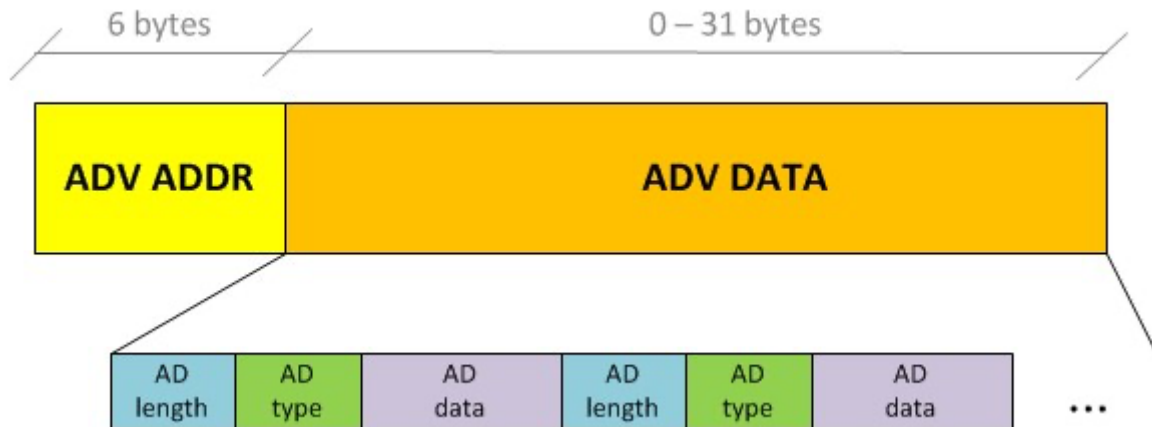 6 bytes 0 – 31 bytes
ADV ADDR ADV DATA
AD AD AD AD AD AD
length type data length type data ...